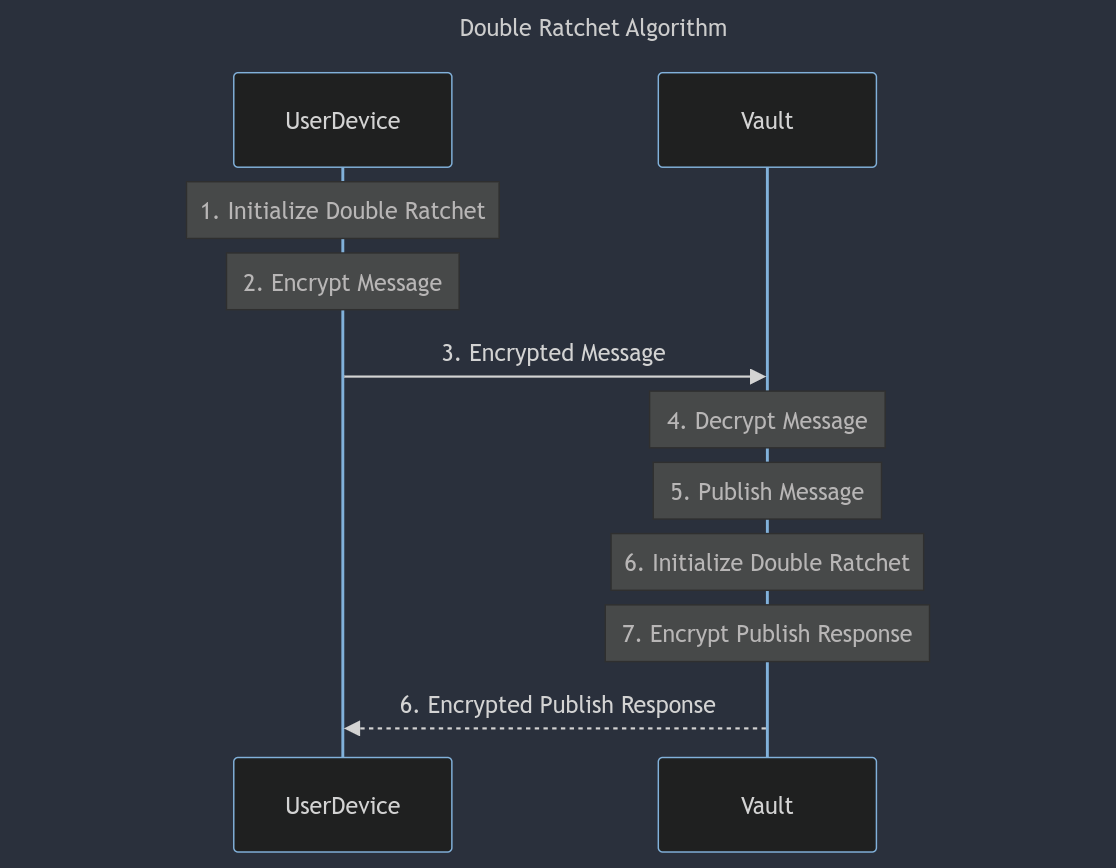 Double Ratchet Algorithm
UserDevice
Vault
1. Initialize Double Ratchet
2. Encrypt Message
3. Encrypted Message
4. Decrypt Message
5. Publish Message
6. Initialize Double Ratchet
7. Encrypt Publish Response
6. Encrypted Publish Response
UserDevice
Vault